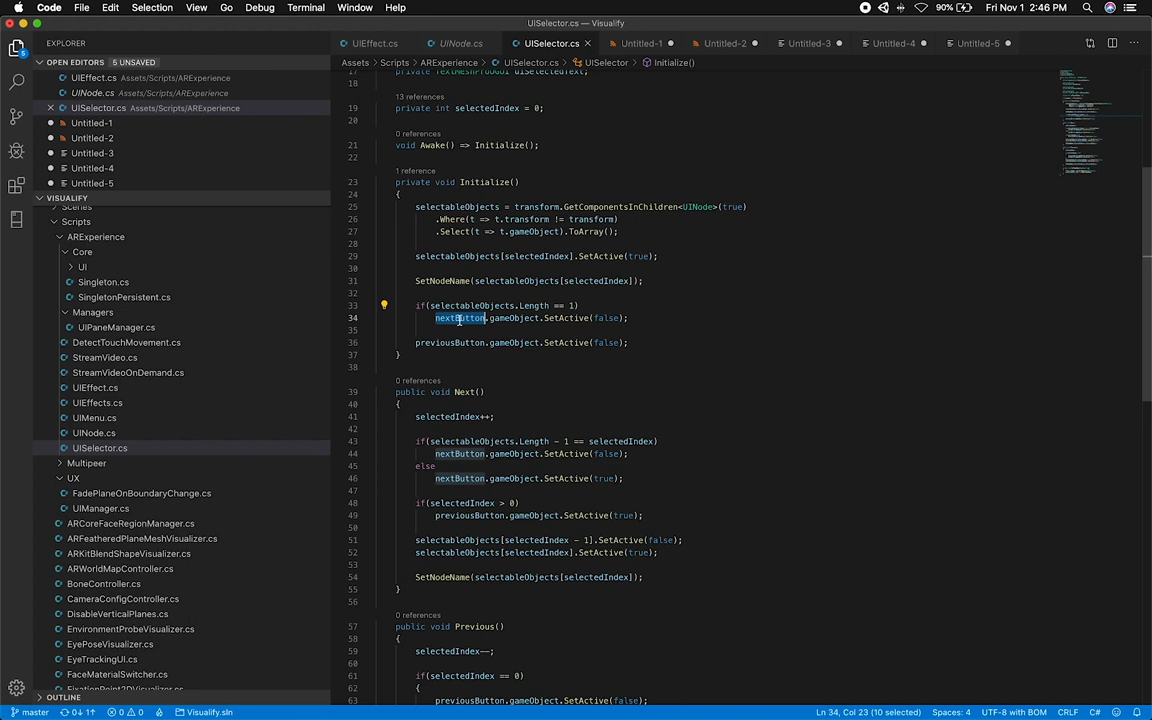 Code File Edit Selection View Go Debug Terminal Window Help 90% Fri Nov 1 2:46 PM
UISelector.cs — Visualify
EXPLORER
UIEffect.cs UINode.cs UISelector.cs Untitled-1 Untitled-2 Untitled-3 Untitled-4 Untitled-5
Assets > Scripts > ARExperience > UISelector.cs > UISelector > Initialize()
OPEN EDITORS 5 UNSAVED
UIEffect.cs Assets/Scripts/ARExperience
UINode.cs Assets/Scripts/ARExperience
UISelector.cs Assets/Scripts/ARExperience
Untitled-1
Untitled-2
Untitled-3
Untitled-4
Untitled-5
VISUALIFY
Scenes
Scripts
ARExperience
Core
UI
Singleton.cs
SingletonPersistent.cs
Managers
UIPaneManager.cs
DetectTouchMovement.cs
StreamVideo.cs
StreamVideoOnDemand.cs
UIEffect.cs
UIEffects.cs
UIMenu.cs
UINode.cs
UISelector.cs
Multipeer
UX
FadePlaneOnBoundaryChange.cs
UIManager.cs
ARCoreFaceRegionManager.cs
ARFeatheredPlaneMeshVisualizer.cs
ARKitBlendShapeVisualizer.cs
ARWorldMapController.cs
BoneController.cs
CameraConfigController.cs
DisableVerticalPlanes.cs
EnvironmentProbeVisualizer.cs
EyePoseVisualizer.cs
EyeTrackingUI.cs
FaceMaterialSwitcher.cs
FixationPoint2DVisualizer.cs
OUTLINE
17 private TextMeshProUGUI uiSelectedText;
18
13 references
19 private int selectedIndex = 0;
20
0 references
21 void Awake() => Initialize();
22
1 reference
23 private void Initialize()
24 {
25 selectableObjects = transform.GetComponentsInChildren<UINode>(true)
26 .Where(t => t.transform != transform)
27 .Select(t => t.gameObject).ToArray();
28
29 selectableObjects[selectedIndex].SetActive(true);
30
31 SetNodeName(selectableObjects[selectedIndex]);
32
33 if(selectableObjects.Length == 1)
34 nextButton.gameObject.SetActive(false);
35
36 previousButton.gameObject.SetActive(false);
37 }
38
0 references
39 public void Next()
40 {
41 selectedIndex++;
42
43 if(selectableObjects.Length - 1 == selectedIndex)
44 nextButton.gameObject.SetActive(false);
45 else
46 nextButton.gameObject.SetActive(true);
47
48 if(selectedIndex > 0)
49 previousButton.gameObject.SetActive(true);
50
51 selectableObjects[selectedIndex - 1].SetActive(false);
52 selectableObjects[selectedIndex].SetActive(true);
53
54 SetNodeName(selectableObjects[selectedIndex]);
55 }
56
0 references
57 public void Previous()
58 {
59 selectedIndex--;
60
61 if(selectedIndex == 0)
62 {
63 previousButton.gameObject.SetActive(false);
5
master 0↓ 1↑ 0 0 Visualify.sln Ln 34, Col 23 (10 selected) Spaces: 4 UTF-8 with BOM CRLF C#